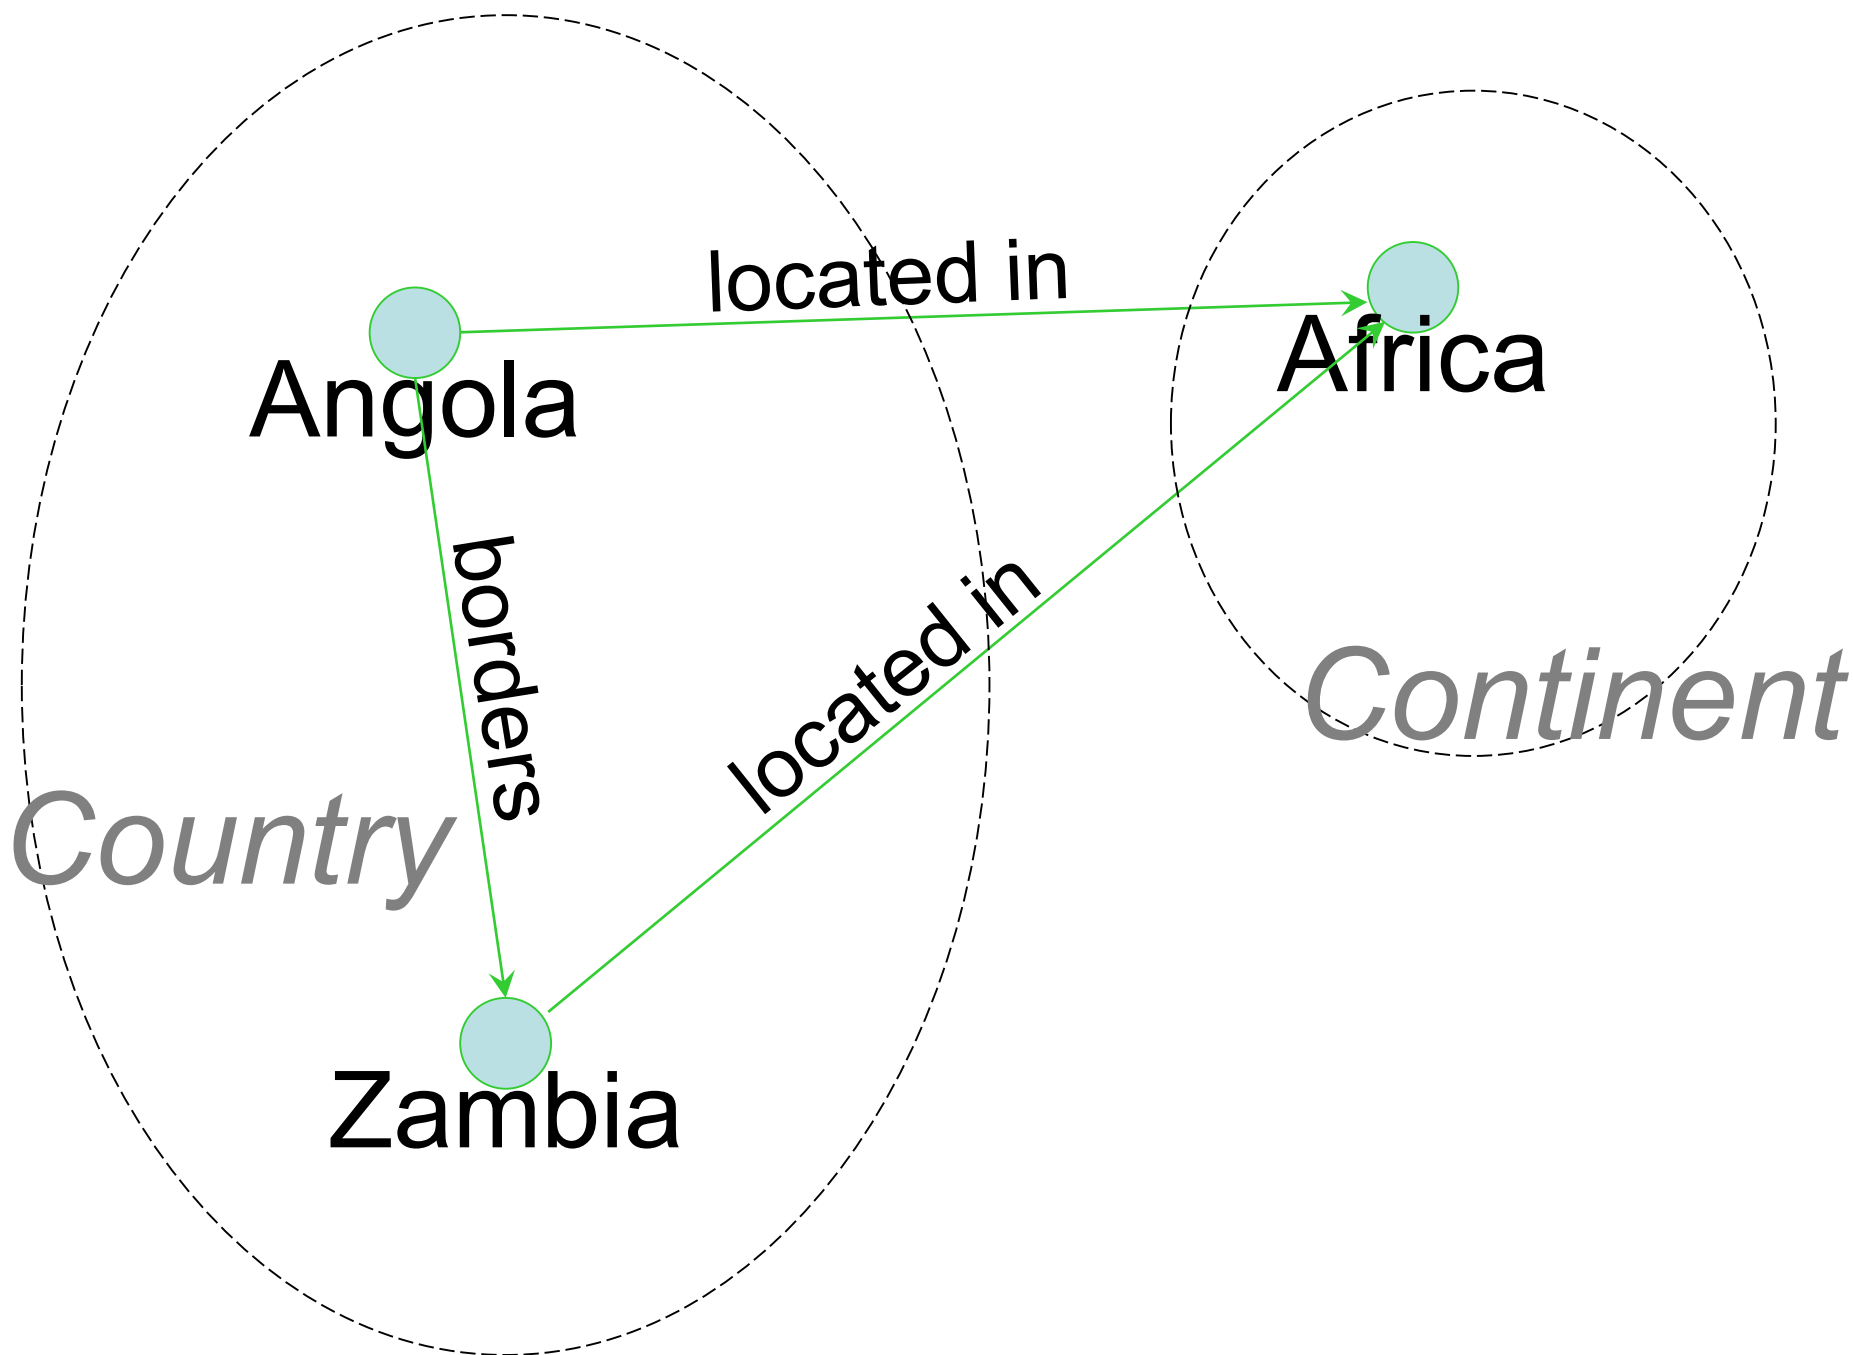 located in
Africa
Angola
borders
located in
Continent
Country
Zambia